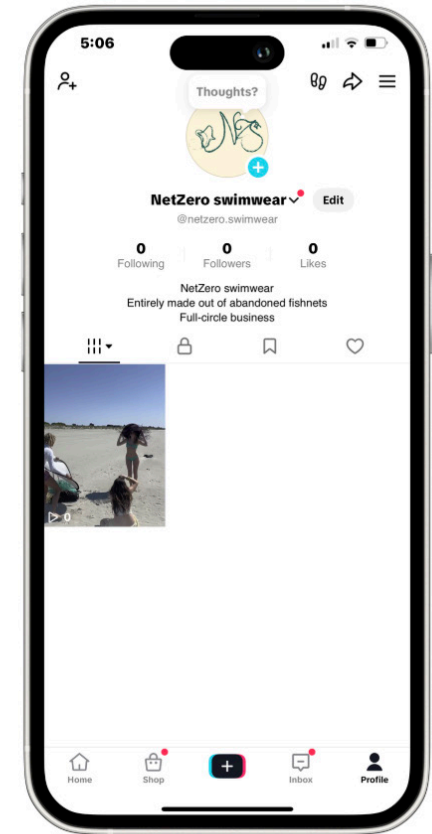 5:06
Thoughts?
NZS
NetZero swimwear
Edit
@netzero.swimwear
0 0 0
Following Followers Likes
NetZero swimwear
Entirely made out of abandoned fishnets
Full-circle business
0
Home Shop Inbox Profile